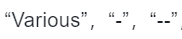 “Various”, “-”, “--”,